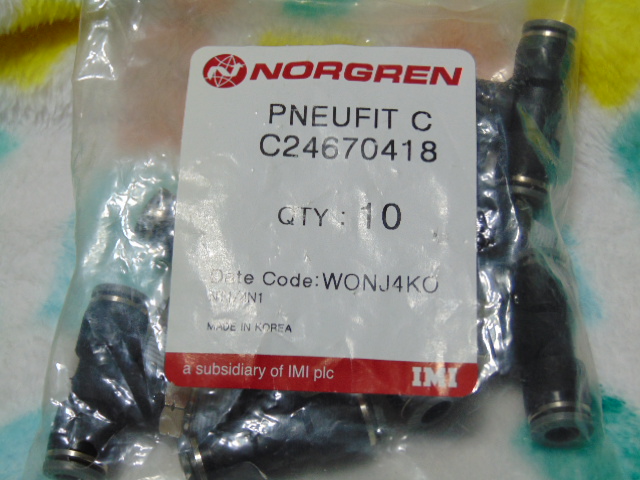 NORGREN
PNEUFIT C
C24670418
QTY : 10
Date Code: WONJ4KO
MADE IN KOREA
a subsidiary of IMI plc
IMI